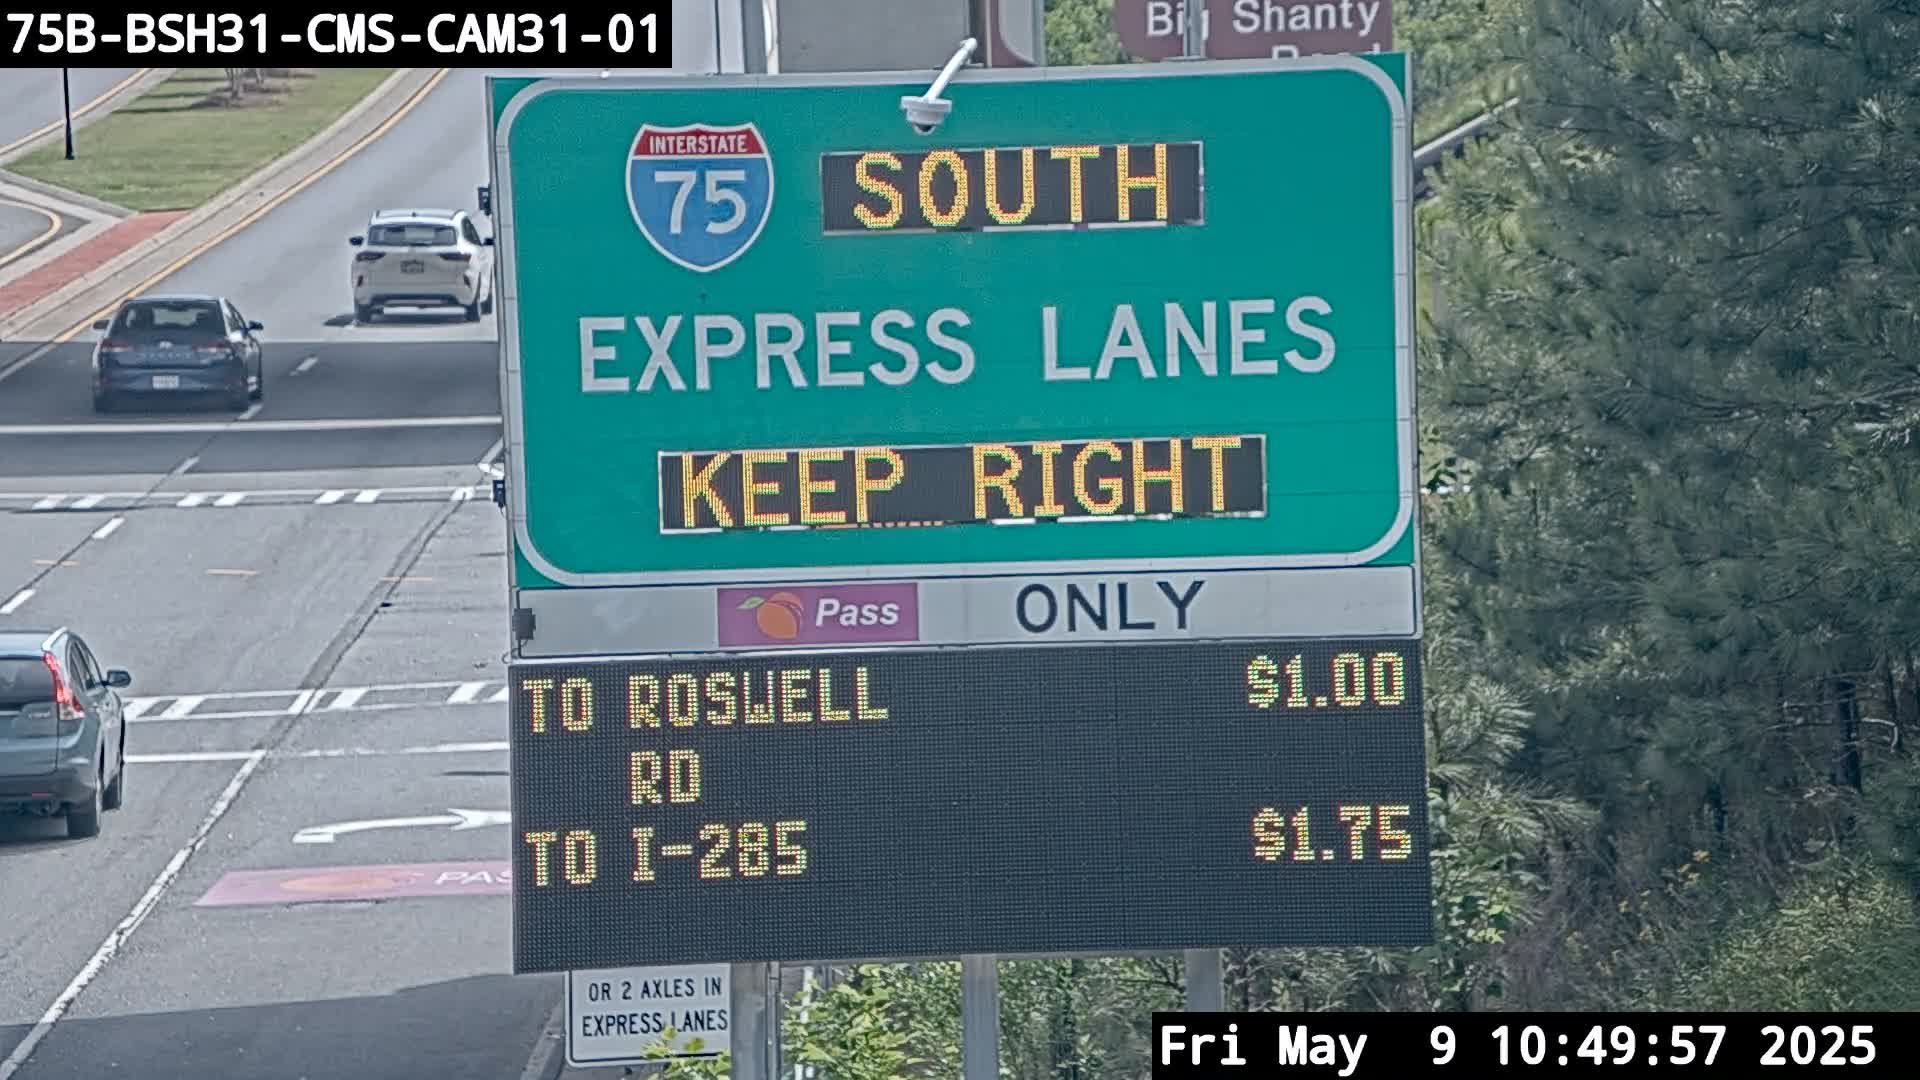 75B-BSH31-CMS-CAM31-01
Big Shanty
Road
INTERSTATE
75
SOUTH
EXPRESS LANES
KEEP RIGHT
Pass ONLY
TO ROSWELL $1.00
RD
TO I-285 $1.75
PAS
OR 2 AXLES IN
EXPRESS LANES
Fri May 9 10:49:57 2025